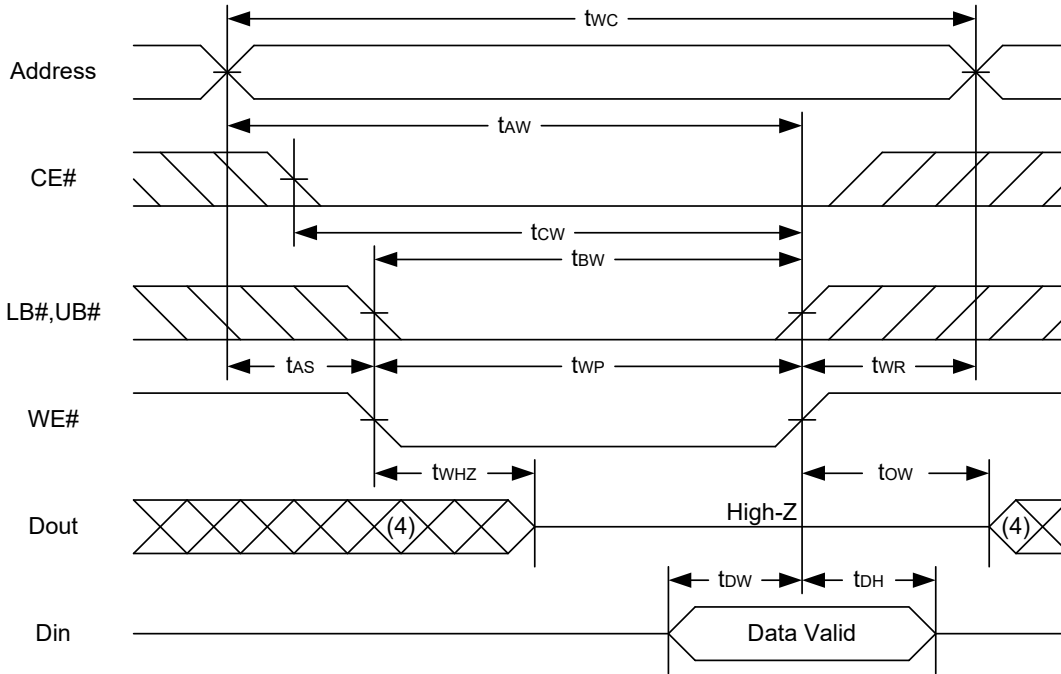 tWC
Address
tAW
CE#
tCW
tBW
LB#,UB#
tAS
tWP
tWR
WE#
tWHZ
tOW
Dout
(4)
High-Z
(4)
tDW
tDH
Din
Data Valid